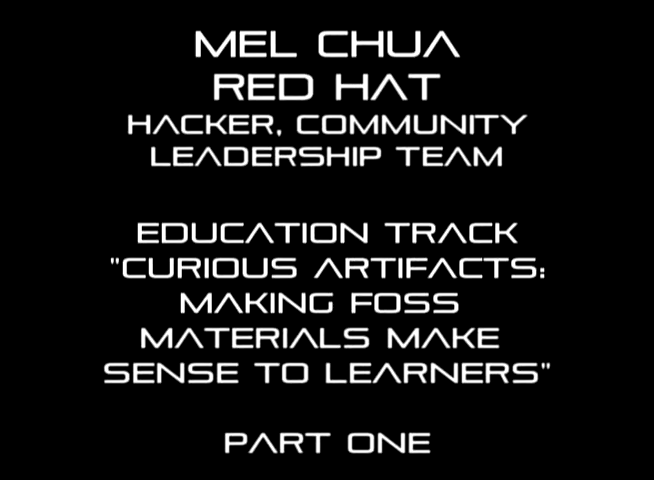 MEL CHUA
RED HAT
HACKER, COMMUNITY
LEADERSHIP TEAM
EDUCATION TRACK
"CURIOUS ARTIFACTS:
MAKING FOSS
MATERIALS MAKE
SENSE TO LEARNERS"
PART ONE